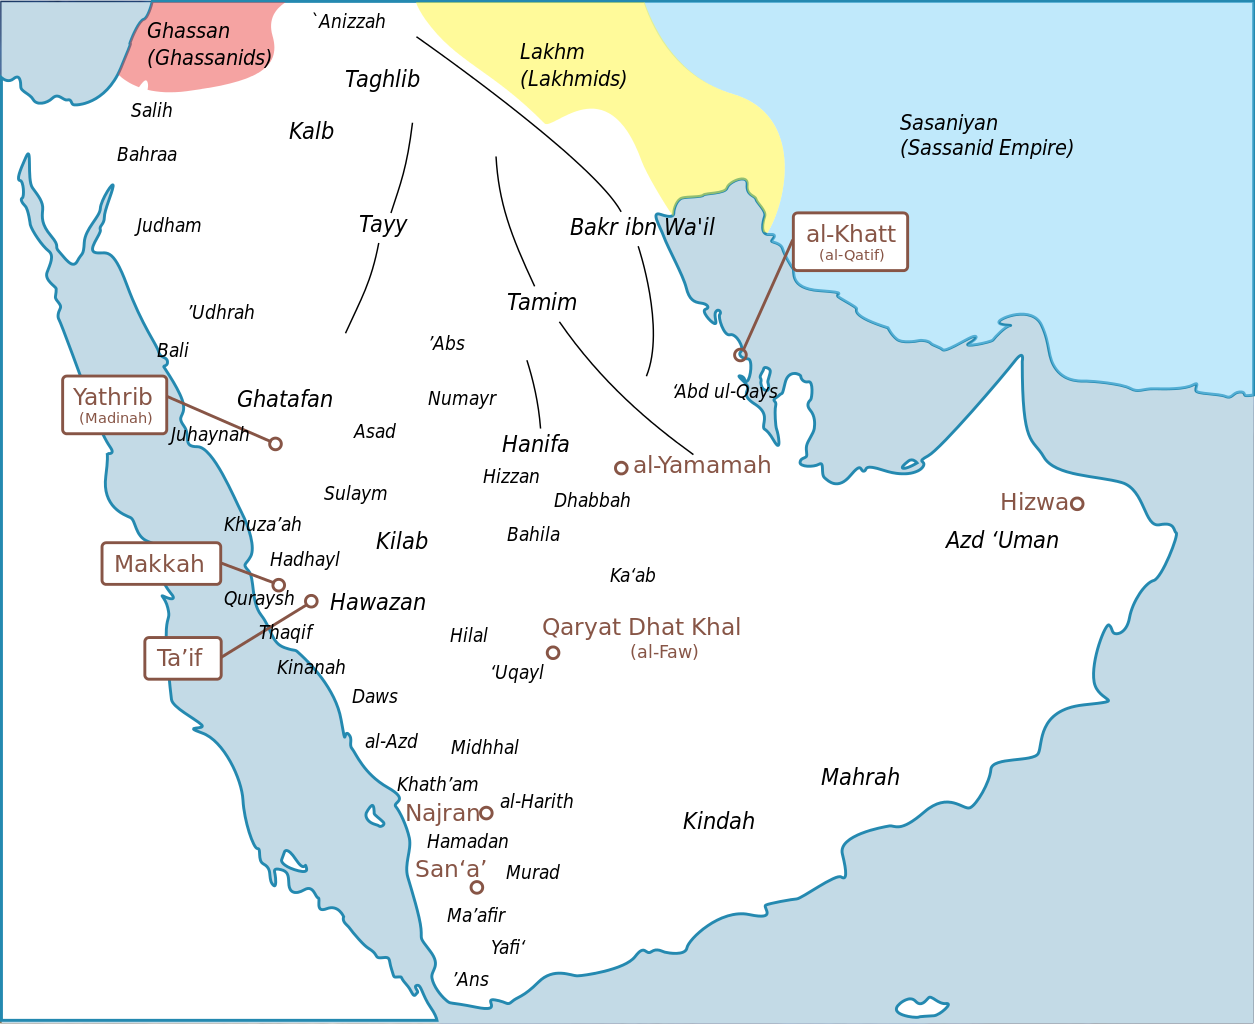 `Anizzah
Ghassan
(Ghassanids)
Lakhm
(Lakhmids)
Taghlib
Salih
Kalb
Sasaniyan
(Sassanid Empire)
Bahraa
Judham
Tayy
Bakr ibn Wa'il
al-Khatt
(al-Qatif)
Tamim
’Udhrah
’Abs
Bali
Yathrib
(Madinah)
Ghatafan
Numayr
‘Abd ul-Qays
Juhaynah
Asad
Hanifa
al-Yamamah
Hizzan
Sulaym
Dhabbah
Hizwa
Khuza’ah
Bahila
Kilab
Azd ‘Uman
Makkah
Hadhayl
Ka‘ab
Quraysh
Hawazan
Thaqif
Hilal
Qaryat Dhat Khal
(al-Faw)
Ta’if
Kinanah
‘Uqayl
Daws
al-Azd
Midhhal
Mahrah
Khath’am
al-Harith
Najran
Kindah
Hamadan
San‘a’
Murad
Ma’afir
Yafi‘
’Ans